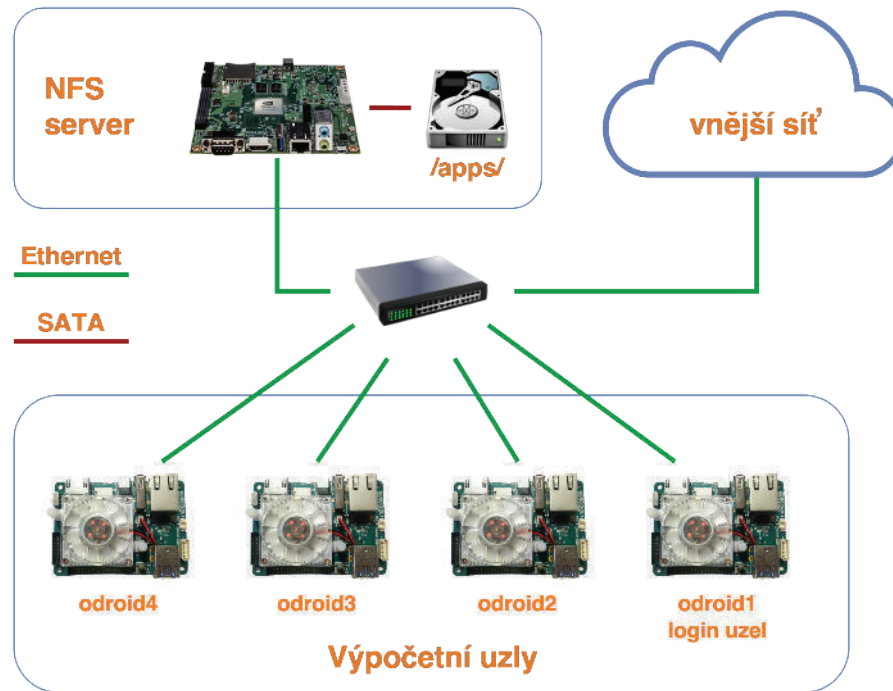 NFS
server
/apps/
vnější síť
Ethernet
SATA
odroid4
odroid3
odroid2
odroid1
login uzel
Výpočetní uzly